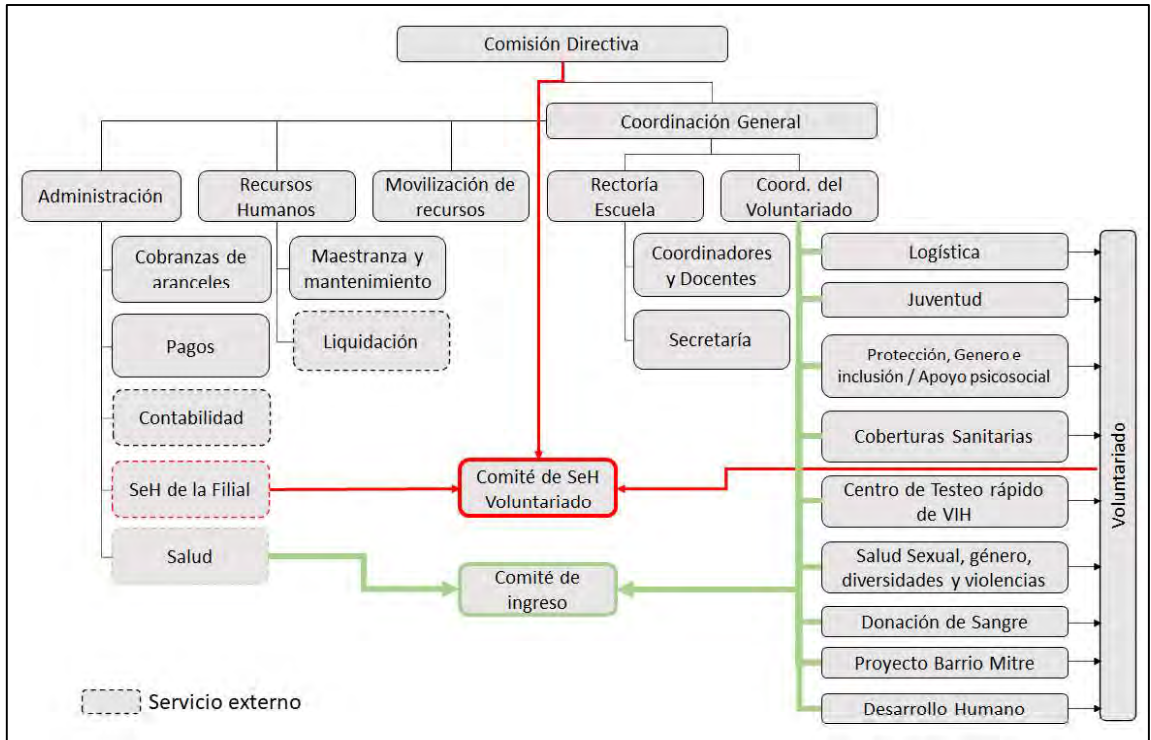 Comisión Directiva
Coordinación General
Administración
Recursos
Humanos
Movilización de
recursos
Rectoría
Escuela
Coord. del
Voluntariado
Cobranzas de
aranceles
Maestranza y
mantenimiento
Coordinadores
y Docentes
Logística
Juventud
Pagos
Liquidación
Secretaría
Protección, Genero e
inclusión / Apoyo psicosocial
Contabilidad
Coberturas Sanitarias
SeH de la Filial
Comité de SeH
Voluntariado
Centro de Testeo rápido
de VIH
Voluntariado
Salud
Comité de
ingreso
Salud Sexual, género,
diversidades y violencias
Donación de Sangre
Proyecto Barrio Mitre
Desarrollo Humano
Servicio externo